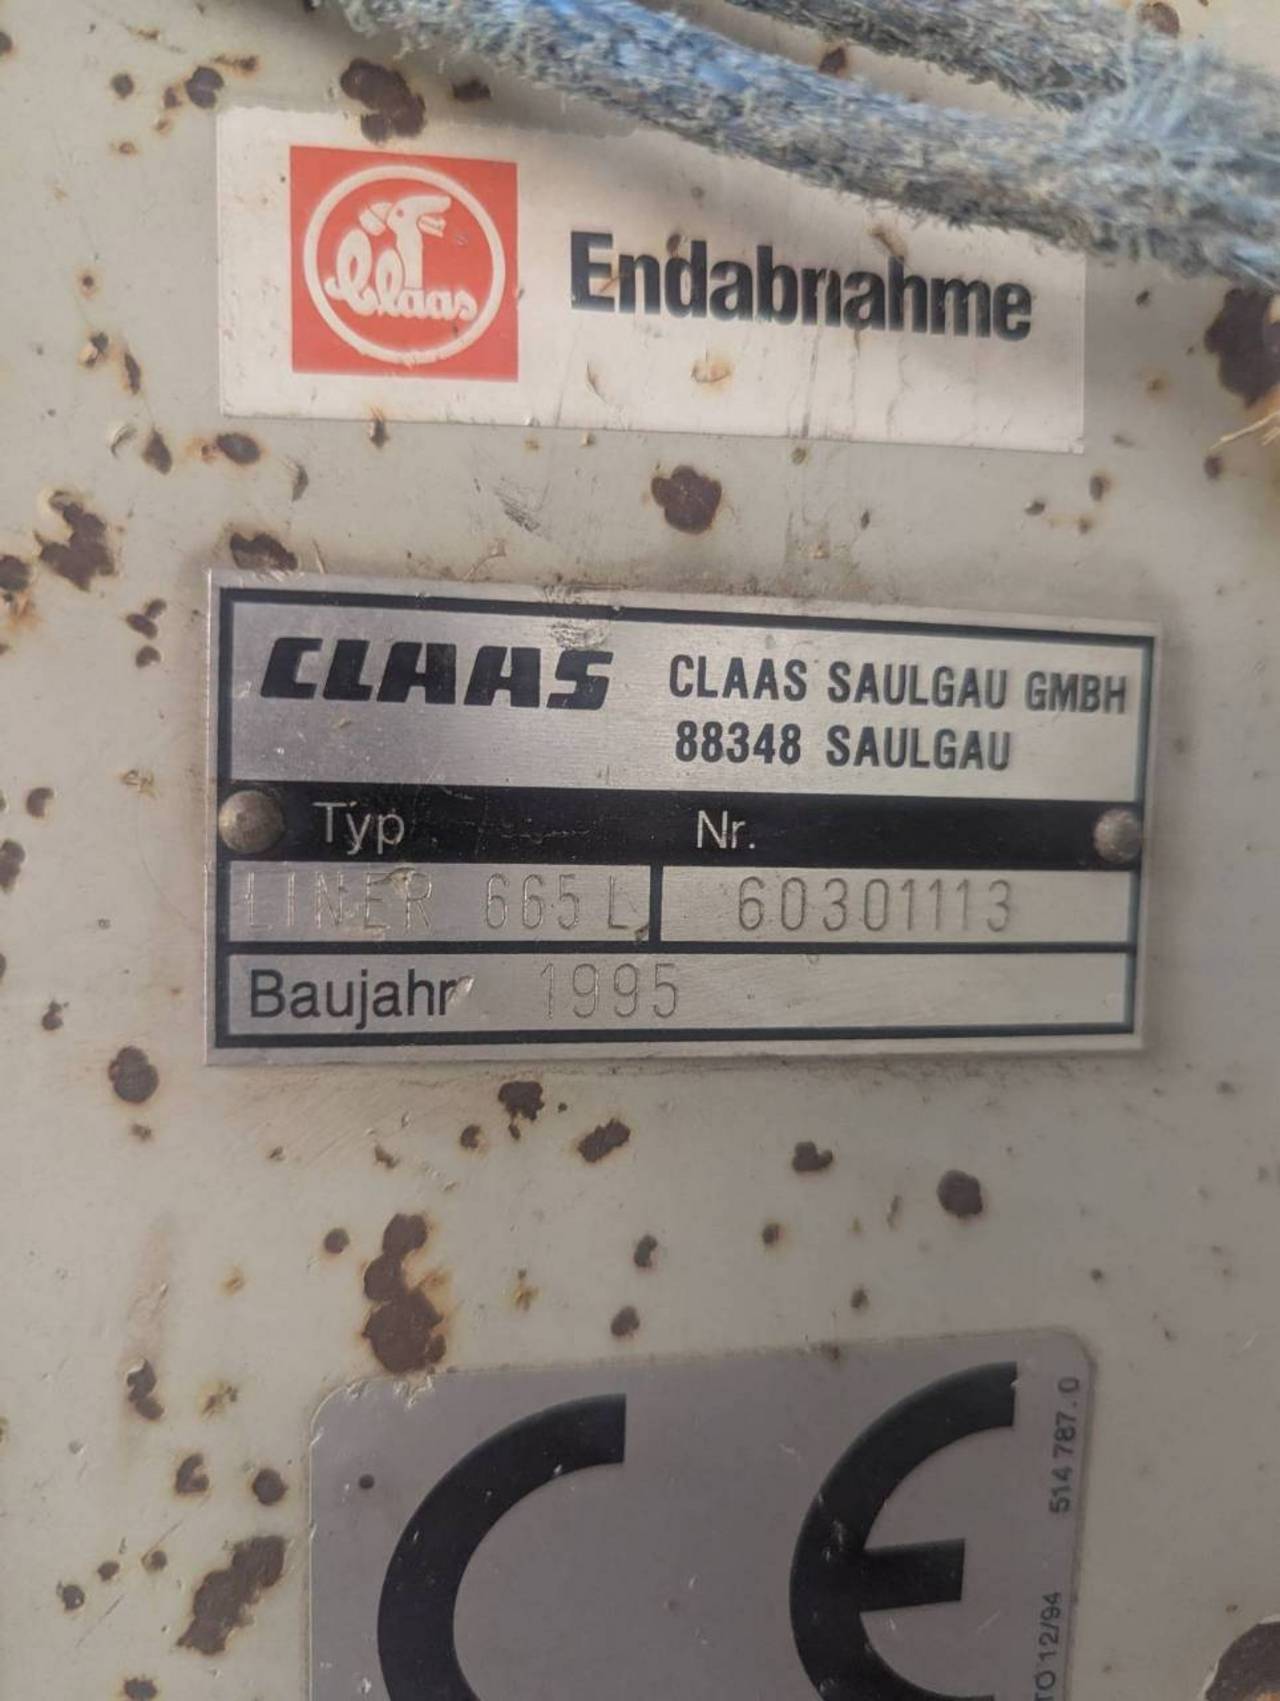 Claas
Endabnahme
CLAAS CLAAS SAULGAU GMBH
88348 SAULGAU
Typ Nr.
LINER 665 L 60301113
Baujahr 1995
CE
514 787.0
TO 12/94